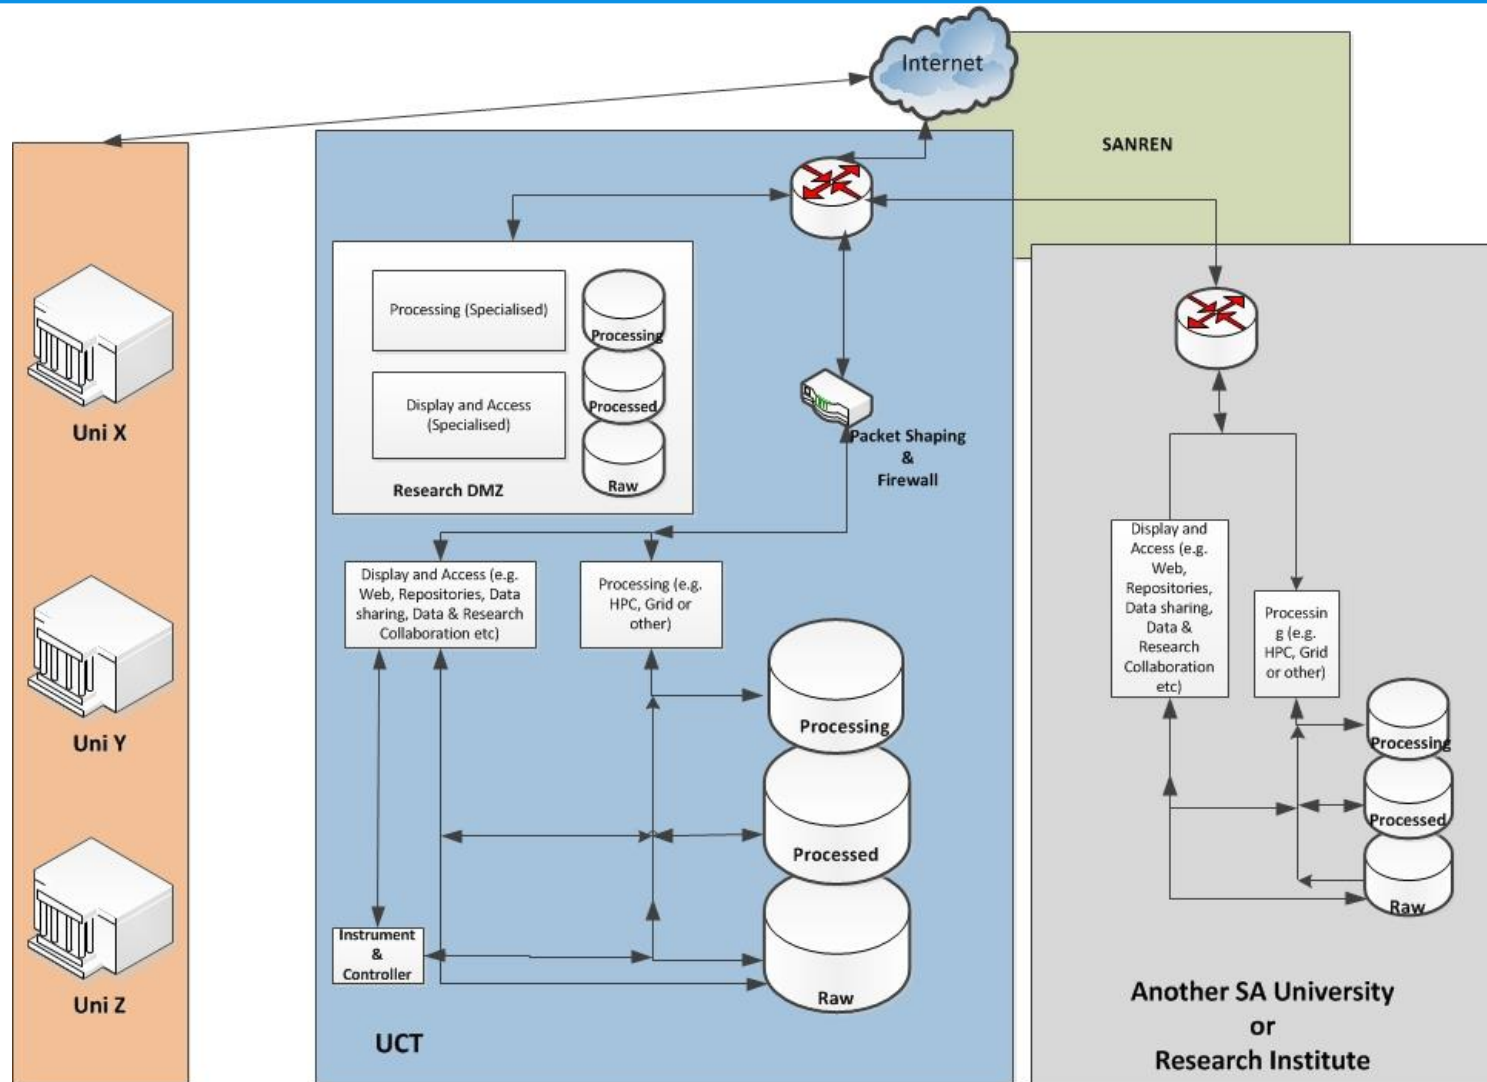 Internet
SANREN
Uni X
Uni Y
Uni Z
Processing (Specialised)
Display and Access
(Specialised)
Processing
Processed
Raw
Research DMZ
Packet Shaping
&
Firewall
Display and Access (e.g.
Web, Repositories, Data
sharing, Data & Research
Collaboration etc)
Processing (e.g.
HPC, Grid or
other)
Processing
Processed
Raw
Instrument
&
Controller
UCT
Display and
Access (e.g.
Web,
Repositories,
Data sharing,
Data &
Research
Collaboration
etc)
Processin
g (e.g.
HPC, Grid
or other)
Processing
Processed
Raw
Another SA University
or
Research Institute